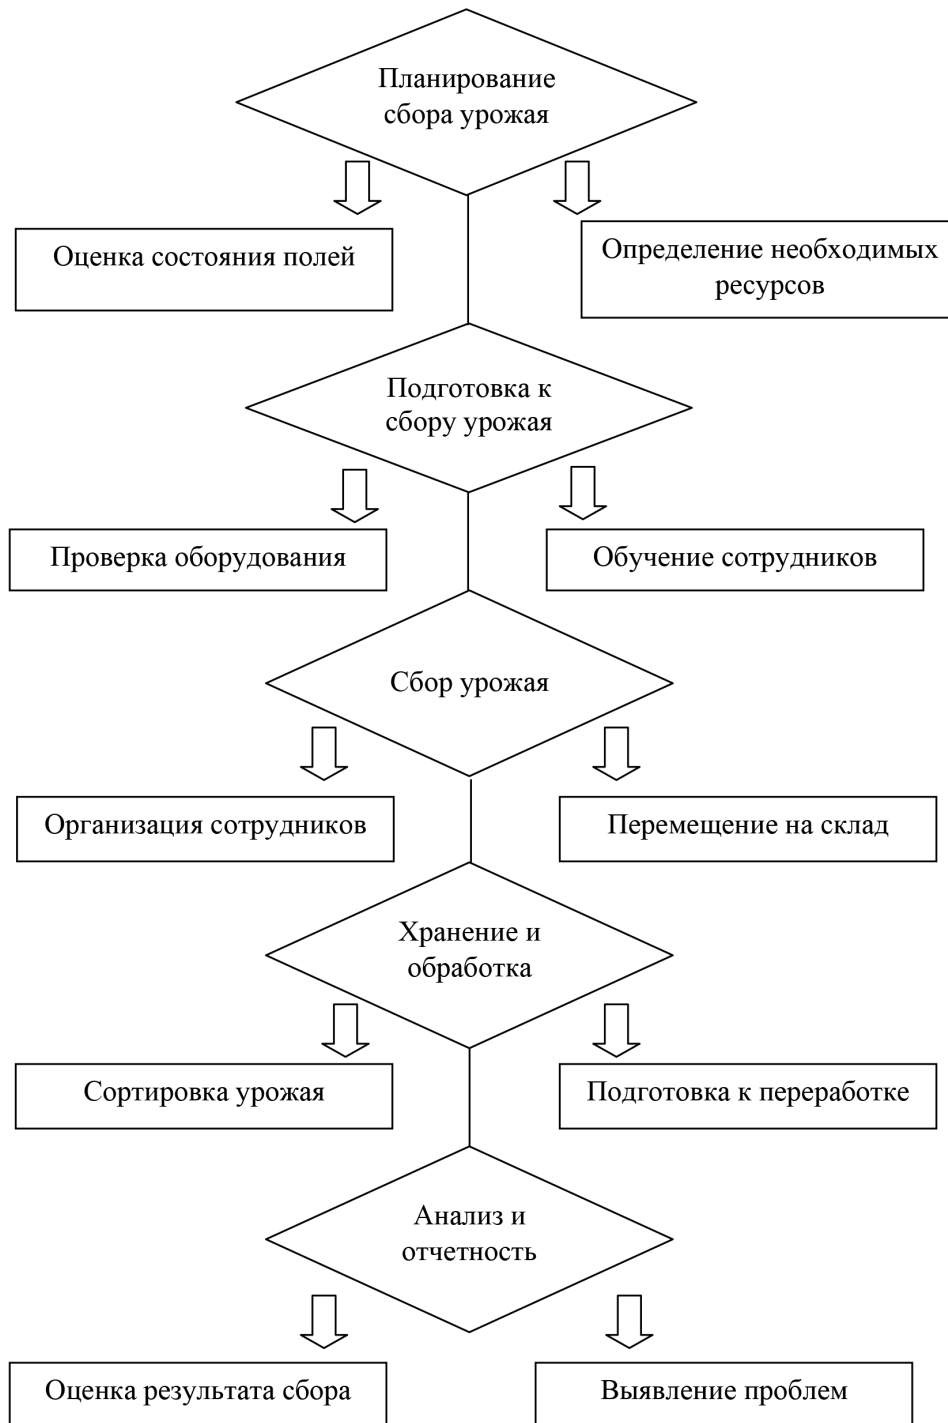 Планирование
сбора урожая
Оценка состояния полей
Определение необходимых
ресурсов
Подготовка к
сбору урожая
Проверка оборудования
Обучение сотрудников
Сбор урожая
Организация сотрудников
Перемещение на склад
Хранение и
обработка
Сортировка урожая
Подготовка к переработке
Анализ и
отчетность
Оценка результата сбора
Выявление проблем